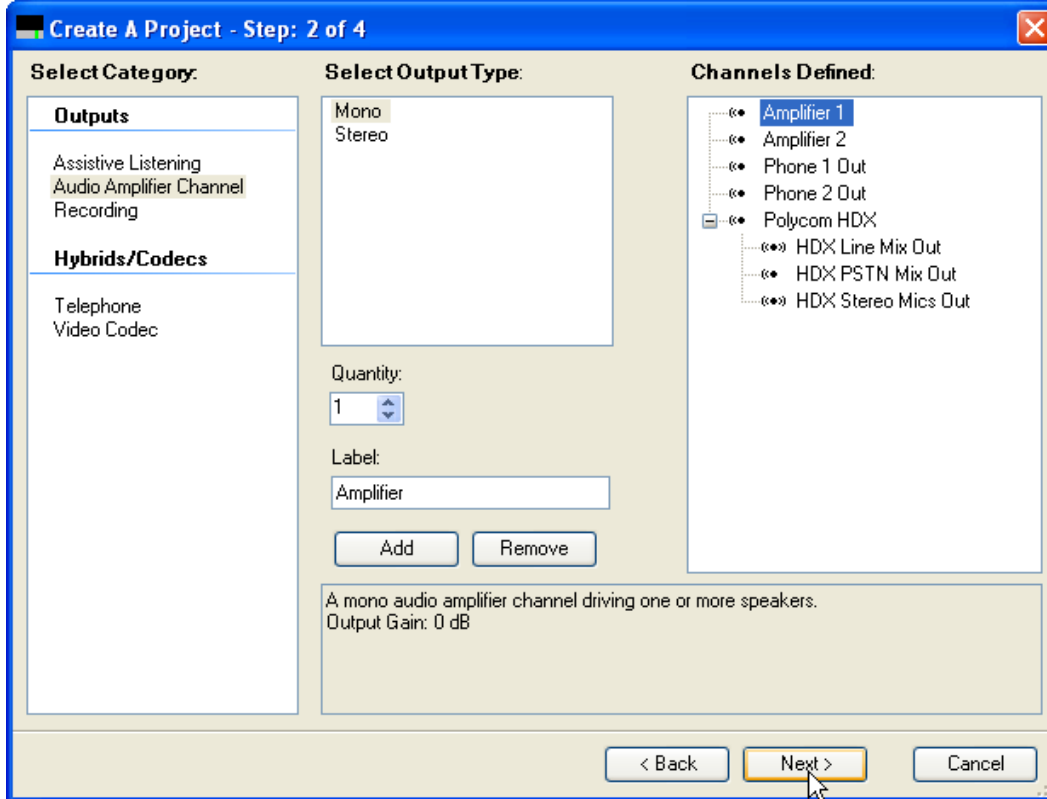 Create A Project - Step: 2 of 4
Select Category:
Outputs
Assistive Listening
Audio Amplifier Channel
Recording
Hybrids/Codecs
Telephone
Video Codec
Select Output Type:
Mono
Stereo
Quantity:
1
Label:
Amplifier
Add
Remove
Channels Defined:
Amplifier 1
Amplifier 2
Phone 1 Out
Phone 2 Out
Polycom HDX
HDX Line Mix Out
HDX PSTN Mix Out
HDX Stereo Mics Out
A mono audio amplifier channel driving one or more speakers.
Output Gain: 0 dB
< Back
Next >
Cancel